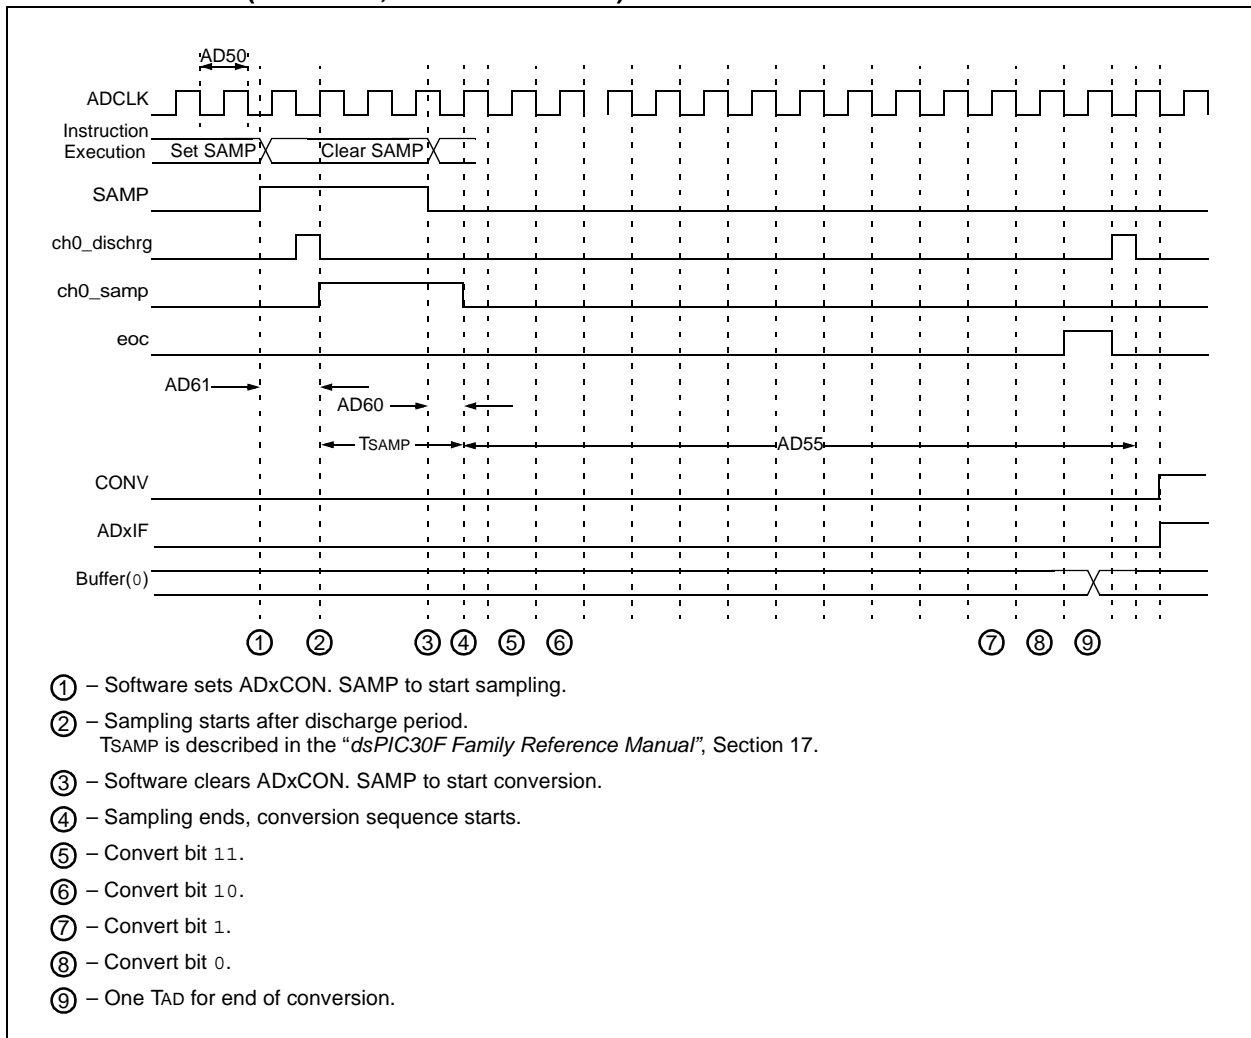 AD50
ADCLK
Instruction
Execution
Set SAMP
Clear SAMP
SAMP
ch0_dischrg
ch0_samp
eoc
AD61
AD60
TSAMP
AD55
CONV
ADxIF
Buffer(0)
1 2 3 4 5 6 7 8 9
1 – Software sets ADxCON. SAMP to start sampling.
2 – Sampling starts after discharge period.
TSAMP is described in the “dsPIC30F Family Reference Manual”, Section 17.
3 – Software clears ADxCON. SAMP to start conversion.
4 – Sampling ends, conversion sequence starts.
5 – Convert bit 11.
6 – Convert bit 10.
7 – Convert bit 1.
8 – Convert bit 0.
9 – One TAD for end of conversion.